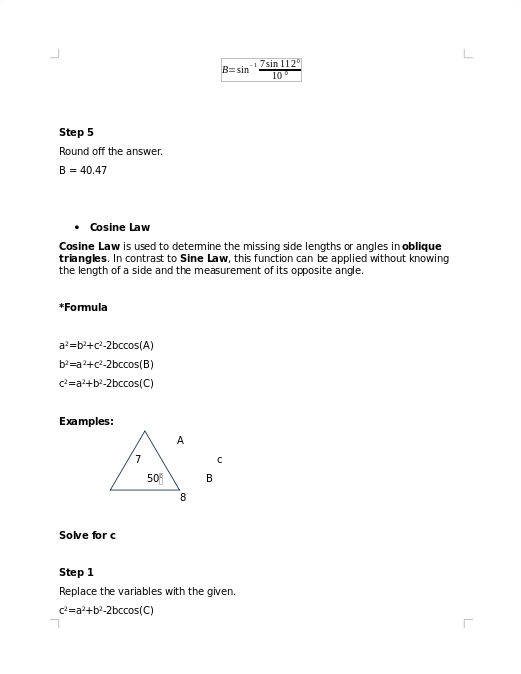 B=sin⁻¹ 7 sin 112°
10°
Step 5
Round off the answer.
B = 40.47
• Cosine Law
Cosine Law is used to determine the missing side lengths or angles in oblique
triangles. In contrast to Sine Law, this function can be applied without knowing
the length of a side and the measurement of its opposite angle.
*Formula
a²=b²+c²-2bccos(A)
b²=a²+c²-2bccos(B)
c²=a²+b²-2bccos(C)
Examples:
A
7 c
50° B
8
Solve for c
Step 1
Replace the variables with the given.
c²=a²+b²-2bccos(C)